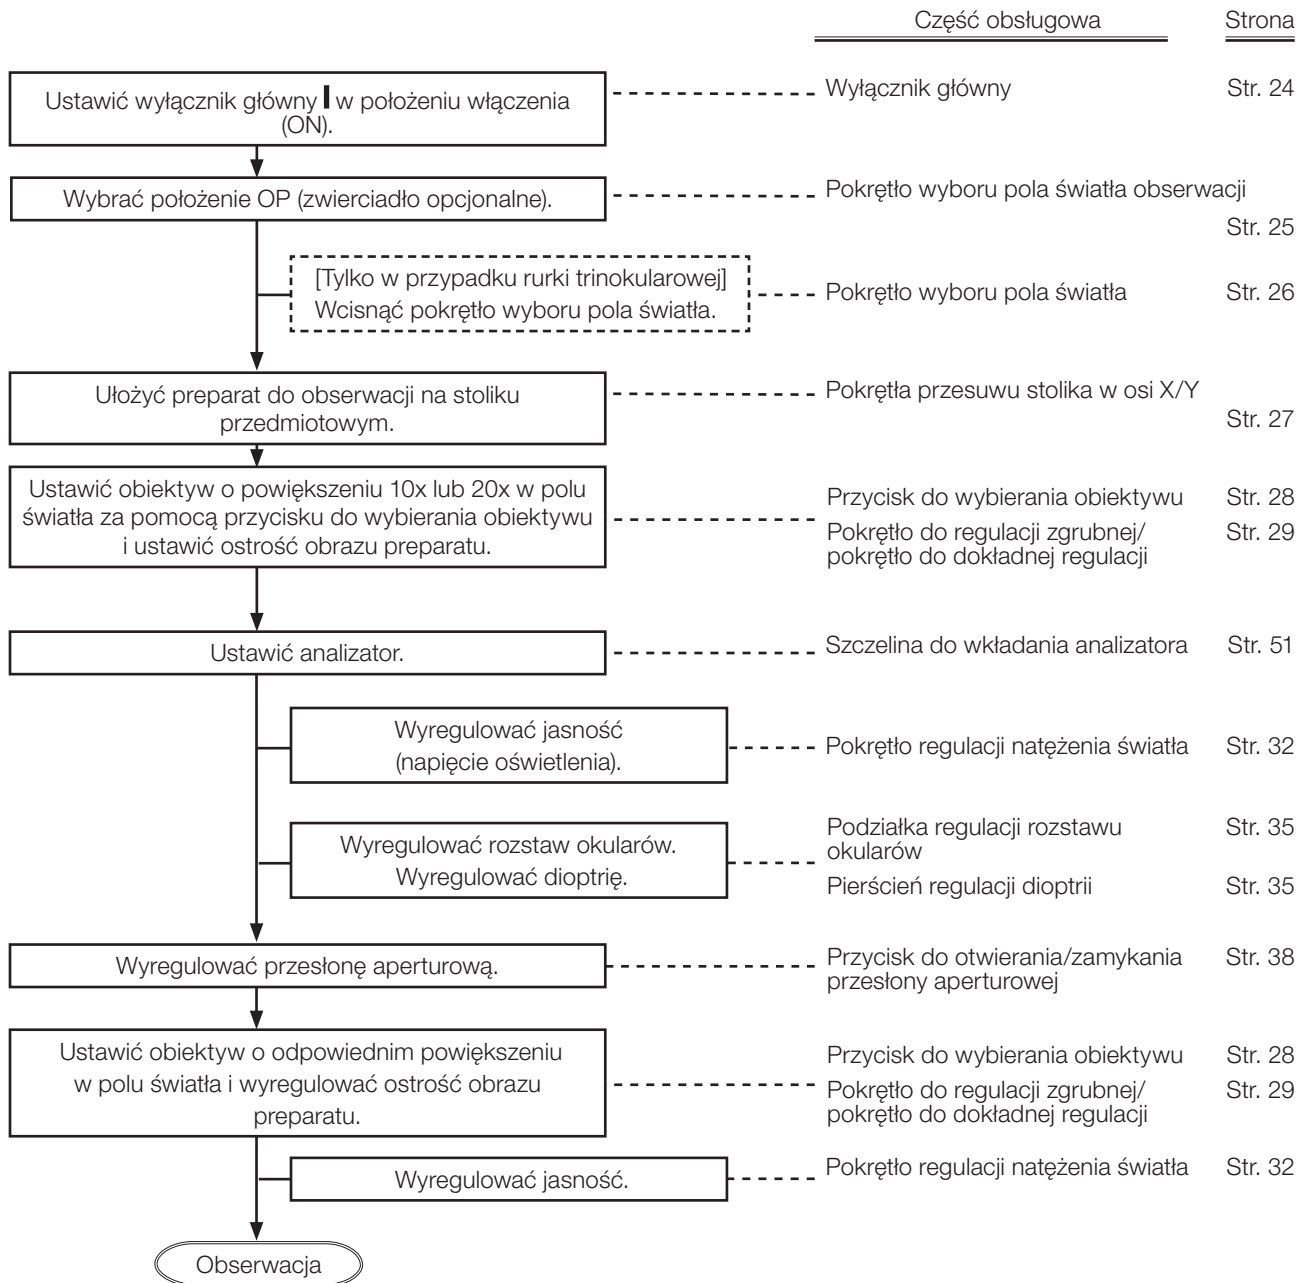 Część obsługowa Strona
Ustawić wyłącznik główny I w położeniu włączenia
(ON).
Wyłącznik główny Str. 24
Wybrać położenie OP (zwierciadło opcjonalne).
Pokrętło wyboru pola światła obserwacji
Str. 25
[Tylko w przypadku rurki trinokularowej]
Wcisnąć pokrętło wyboru pola światła.
Pokrętło wyboru pola światła Str. 26
Ułożyć preparat do obserwacji na stoliku
przedmiotowym.
Pokrętła przesuwu stolika w osi X/Y
Str. 27
Ustawić obiektyw o powiększeniu 10x lub 20x w polu
światła za pomocą przycisku do wybierania obiektywu
i ustawić ostrość obrazu preparatu.
Przycisk do wybierania obiektywu Str. 28
Pokrętło do regulacji zgrubnej/ Str. 29
pokrętło do dokładnej regulacji
Ustawić analizator.
Szczelina do wkładania analizatora Str. 51
Wyregulować jasność
(napięcie oświetlenia).
Pokrętło regulacji natężenia światła Str. 32
Wyregulować rozstaw okularów.
Wyregulować dioptrię.
Podziałka regulacji rozstawu Str. 35
okularów
Pierścień regulacji dioptrii Str. 35
Wyregulować przesłonę aperturową.
Przycisk do otwierania/zamykania Str. 38
przesłony aperturowej
Ustawić obiektyw o odpowiednim powiększeniu
w polu światła i wyregulować ostrość obrazu
preparatu.
Przycisk do wybierania obiektywu Str. 28
Pokrętło do regulacji zgrubnej/ Str. 29
pokrętło do dokładnej regulacji
Wyregulować jasność.
Pokrętło regulacji natężenia światła Str. 32
Obserwacja